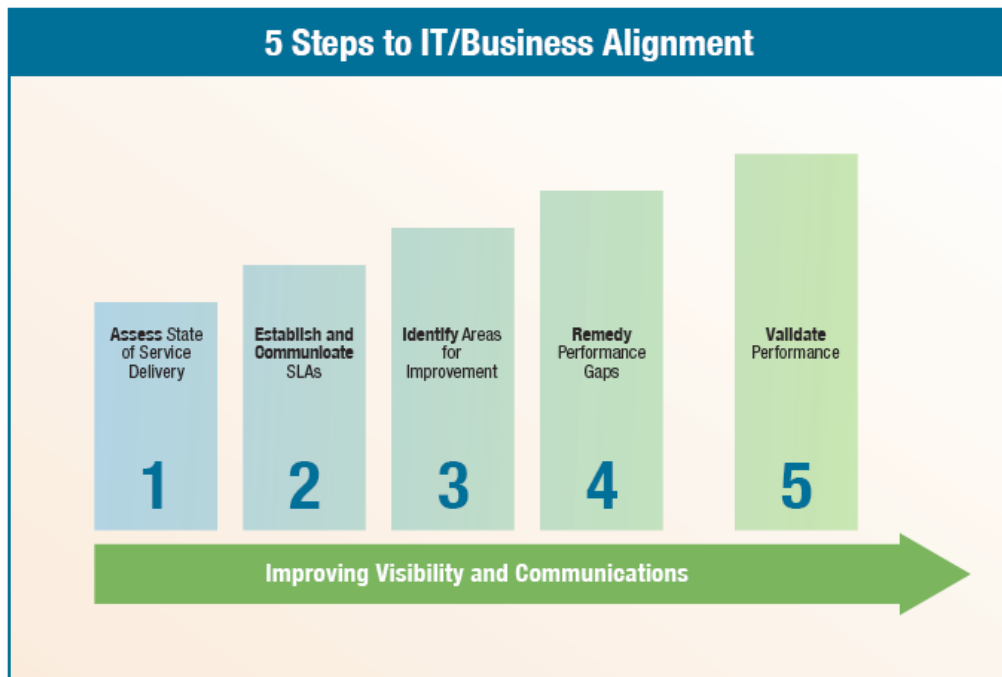 5 Steps to IT/Business Alignment
Assess State
of Service
Delivery
1
Establish and
Communicate
SLAs
2
Identify Areas
for
Improvement
3
Remedy
Performance
Gaps
4
Validate
Performance
5
Improving Visibility and Communications